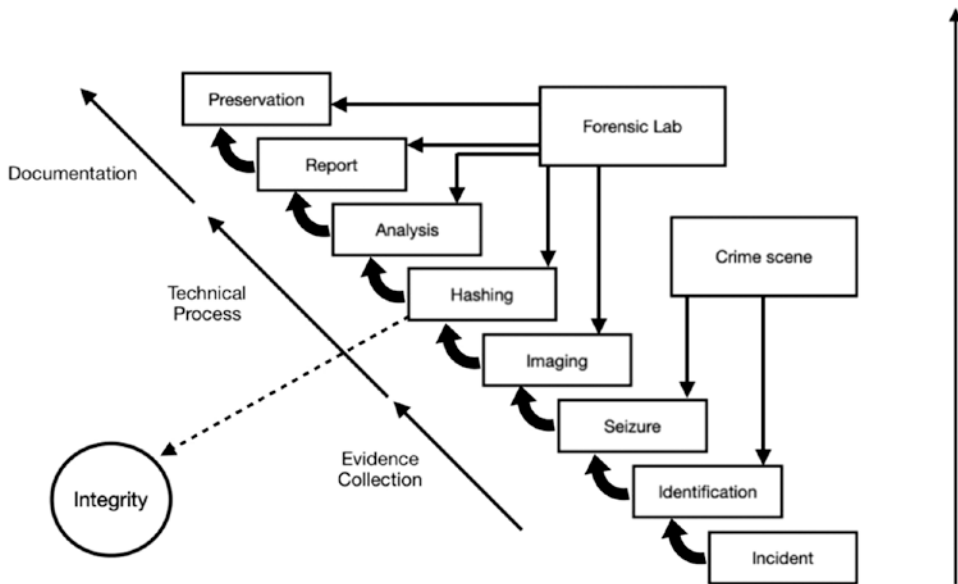 Preservation
Forensic Lab
Report
Documentation
Analysis
Crime scene
Hashing
Technical
Process
Imaging
Seizure
Evidence
Collection
Integrity
Identification
Incident